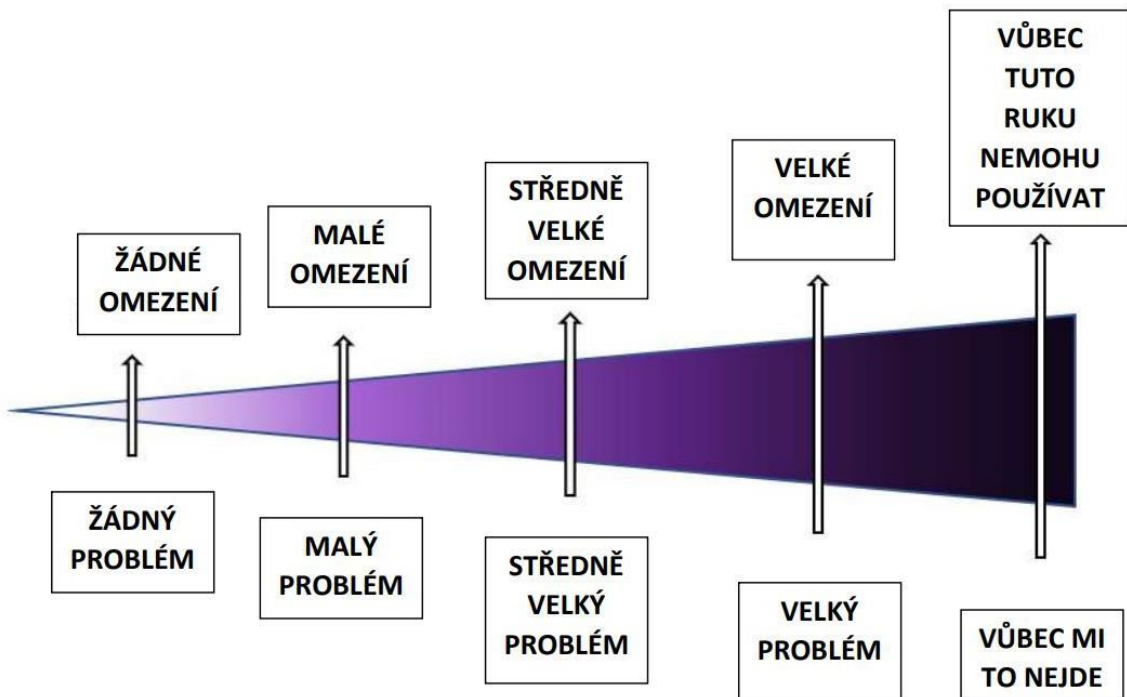 VŮBEC
TUTO
RUKU
NEMOHU
POUŽÍVAT
VELKÉ
OMEZENÍ
STŘEDNĚ
VELKÉ
OMEZENÍ
MALÉ
OMEZENÍ
ŽÁDNÉ
OMEZENÍ
ŽÁDNÝ
PROBLÉM
MALÝ
PROBLÉM
STŘEDNĚ
VELKÝ
PROBLÉM
VELKÝ
PROBLÉM
VŮBEC MI
TO NEJDE